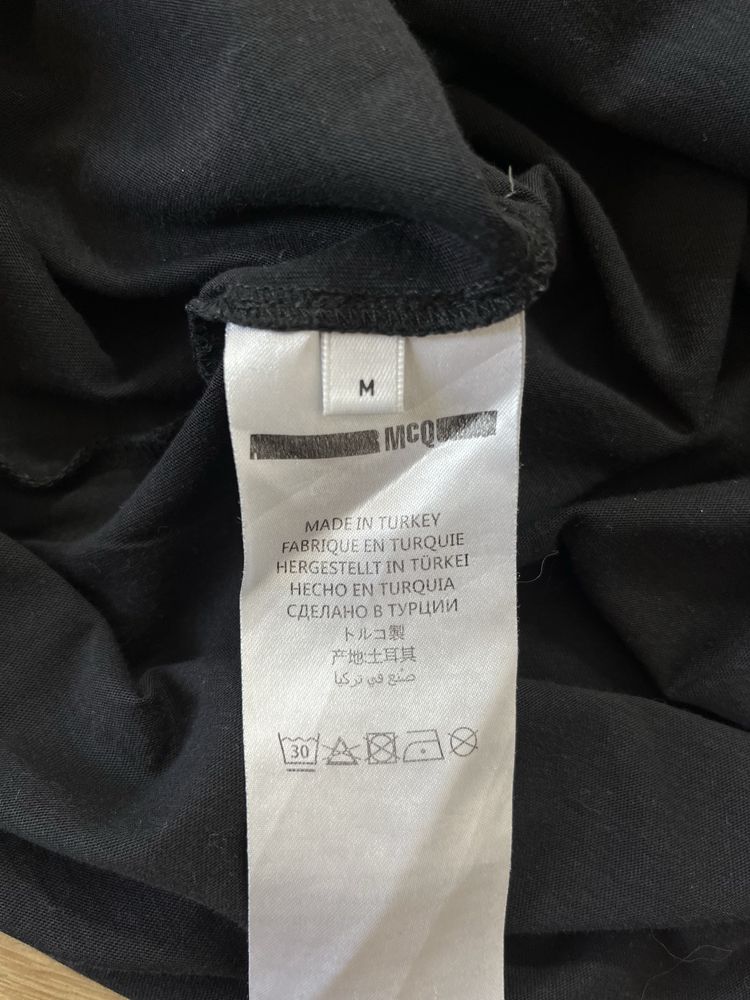 M
McQ
MADE IN TURKEY
FABRIQUE EN TURQUIE
HERGESTELLT IN TÜRKEI
HECHO EN TURQUIA
СДЕЛАНО В ТУРЦИИ
トルコ製
产地:土耳其
صنع في تركيا
30